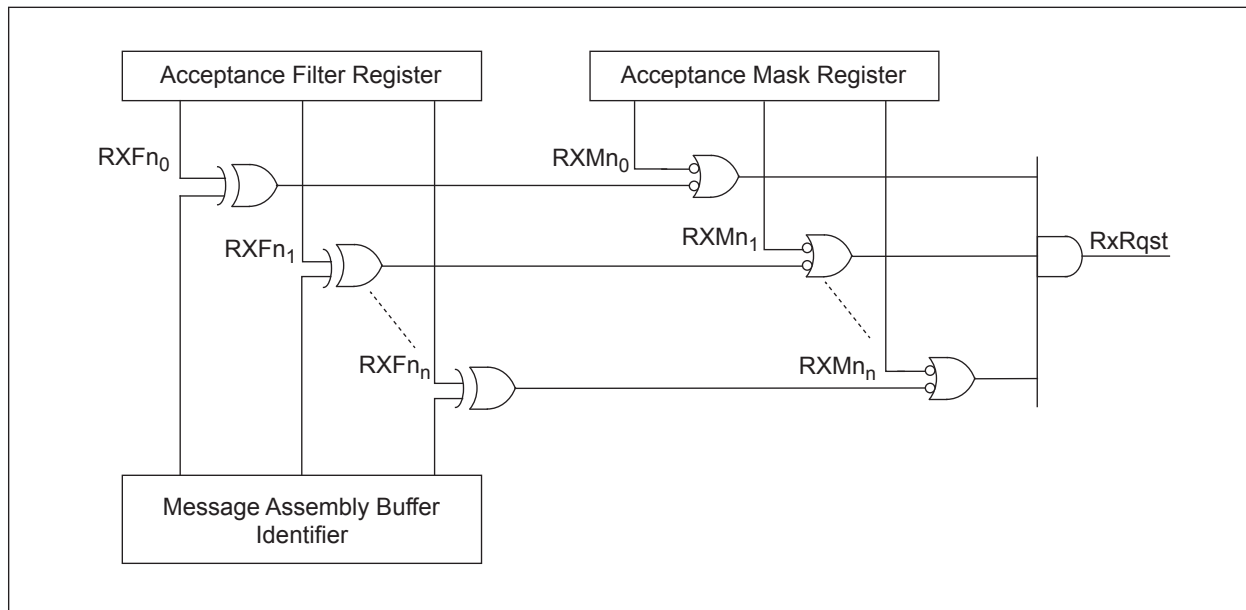 Acceptance Filter Register
Acceptance Mask Register
RXFn0
RXMn0
RXFn1
RXMn1
RxRqst
RXFnn
RXMnn
Message Assembly Buffer
Identifier